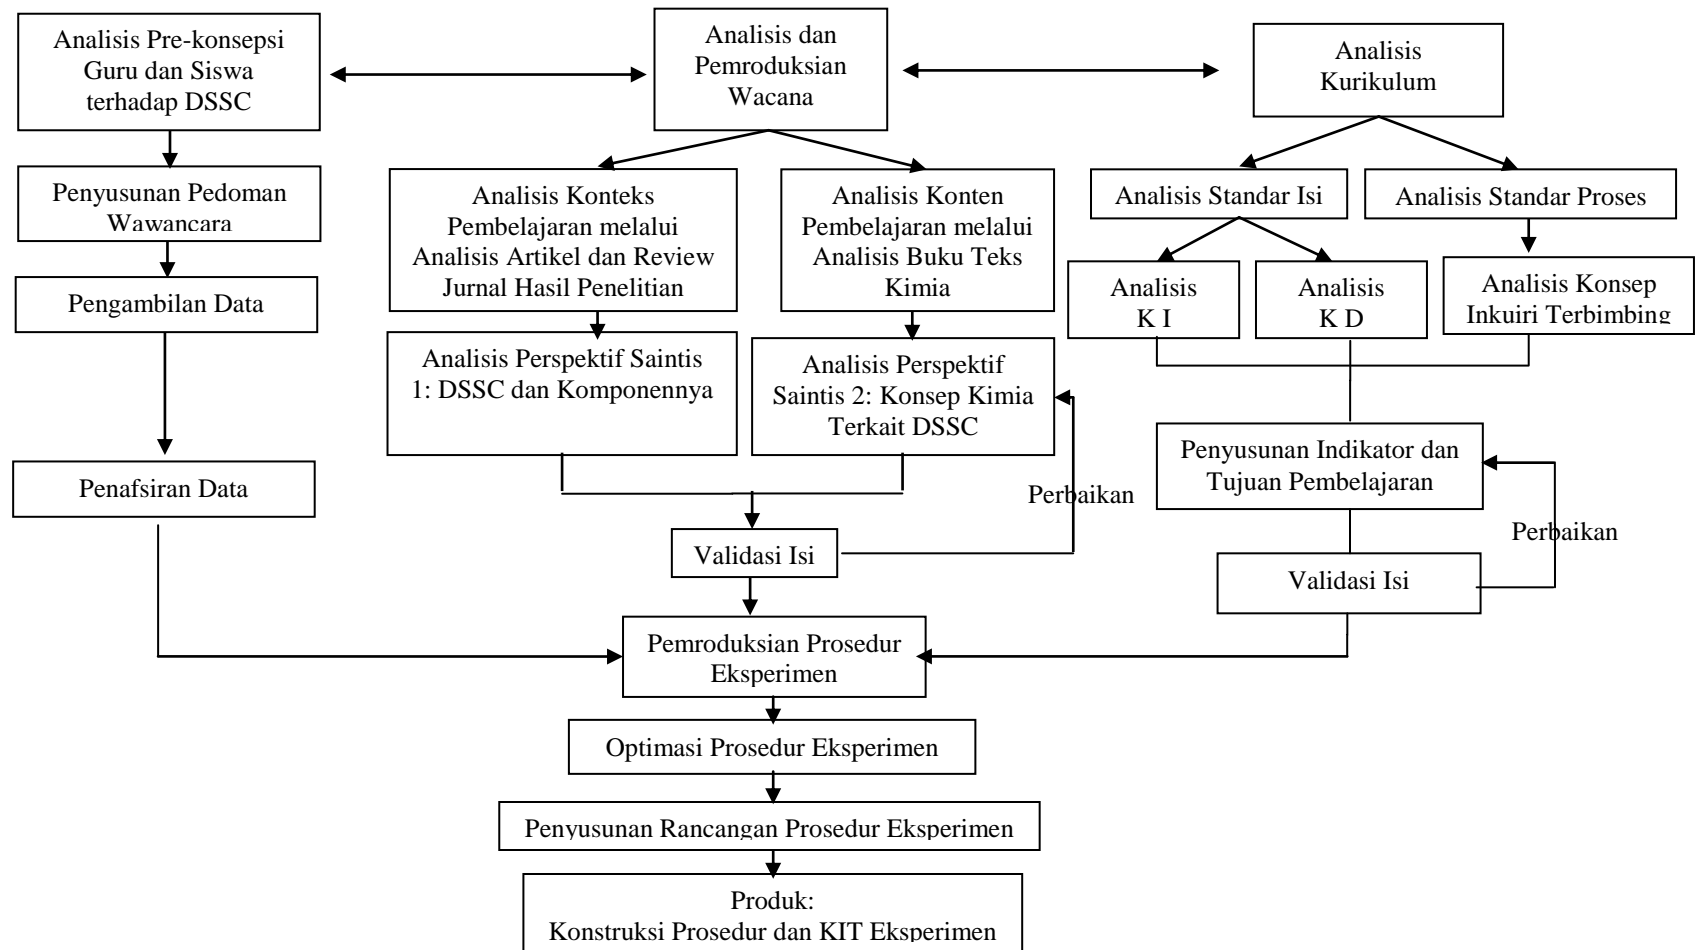 Analisis Pre-konsepsi
Guru dan Siswa
terhadap DSSC
Analisis dan
Pemroduksian
Wacana
Analisis
Kurikulum
Penyusunan Pedoman
Wawancara
Analisis Konteks
Pembelajaran melalui
Analisis Artikel dan Review
Jurnal Hasil Penelitian
Analisis Konten
Pembelajaran melalui
Analisis Buku Teks
Kimia
Analisis Standar Isi
Analisis Standar Proses
Pengambilan Data
Analisis
K I
Analisis
K D
Analisis Konsep
Inkuiri Terbimbing
Analisis Perspektif Saintis
1: DSSC dan Komponennya
Analisis Perspektif
Saintis 2: Konsep Kimia
Terkait DSSC
Penyusunan Indikator dan
Tujuan Pembelajaran
Penafsiran Data
Perbaikan
Perbaikan
Validasi Isi
Validasi Isi
Pemroduksian Prosedur
Eksperimen
Optimasi Prosedur Eksperimen
Penyusunan Rancangan Prosedur Eksperimen
Produk:
Konstruksi Prosedur dan KIT Eksperimen